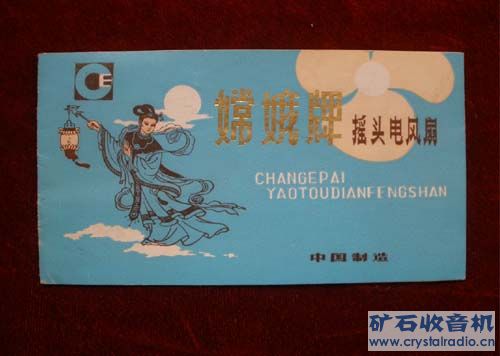 CE
嫦娥牌 摇头电风扇
CHANGEPAI
YAOTOUDIANFENGSHAN
中国制造
矿石收音机
www.crystalradio.cn